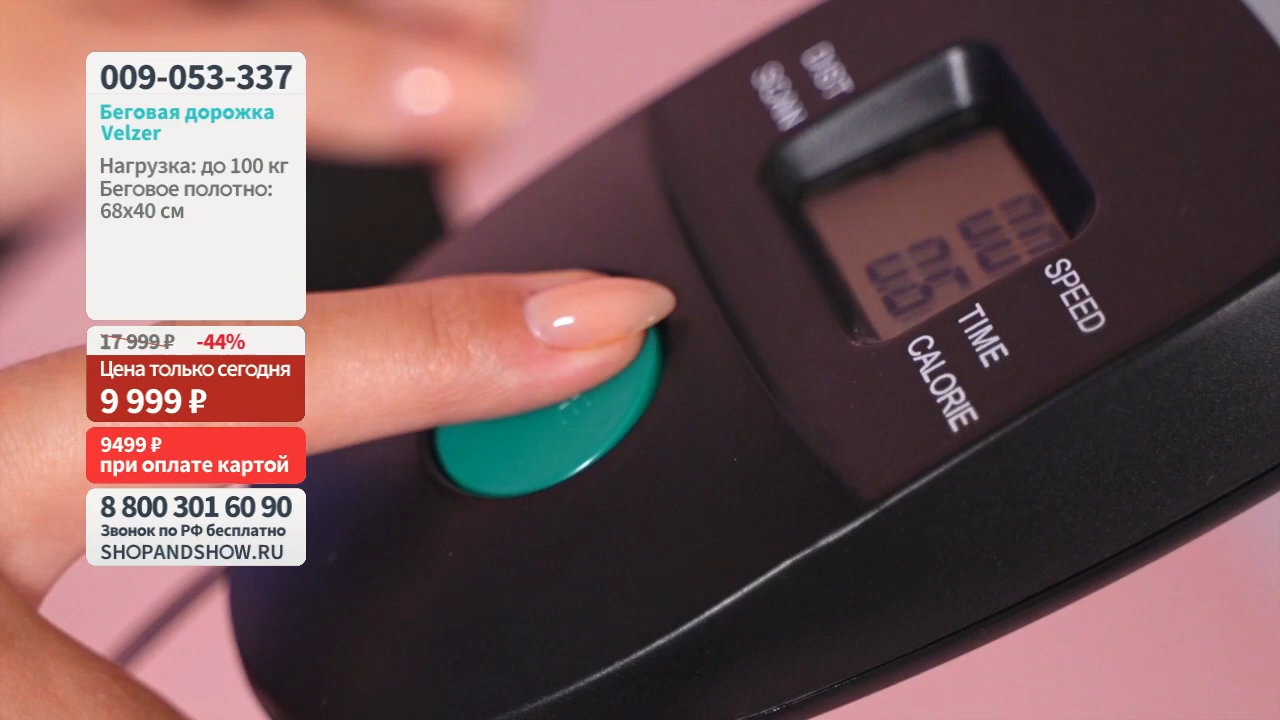 009-053-337
Беговая дорожка
Velzer
Нагрузка: до 100 кг
Беговое полотно:
68х40 см
17 999 ₽ -44%
Цена только сегодня
9 999 ₽
9499 ₽
при оплате картой
8 800 301 60 90
Звонок по РФ бесплатно
SHOPANDSHOW.RU
DIST
SCAN
SPEED
TIME
CALORIE